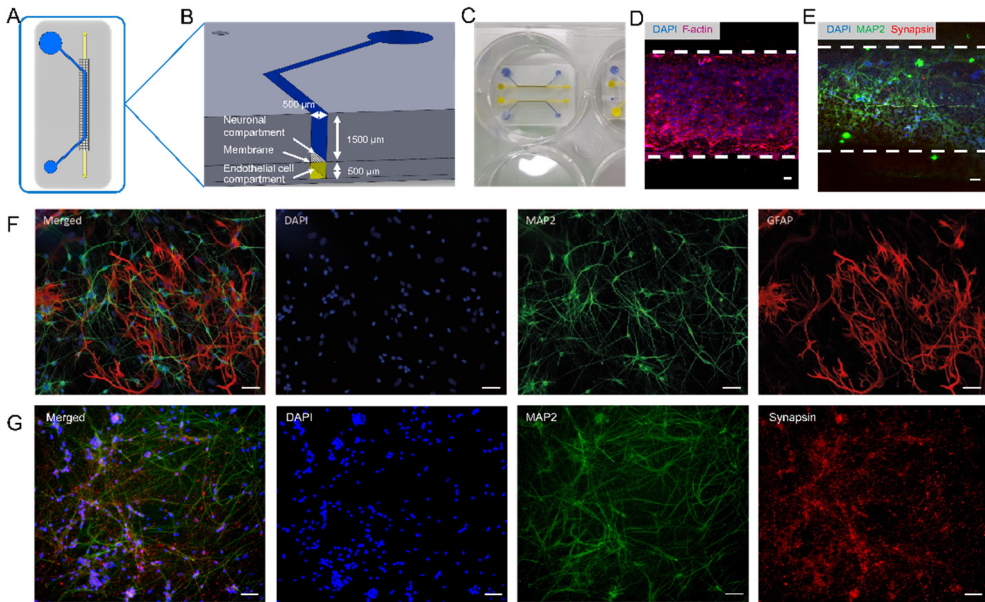 A
B
500 µm
Neuronal
compartment
Membrane
Endothelial cell
compartment
1500 µm
500 µm
C
D
DAPI F-actin
E
DAPI MAP2 Synapsin
F
Merged
DAPI
MAP2
GFAP
G
Merged
DAPI
MAP2
Synapsin